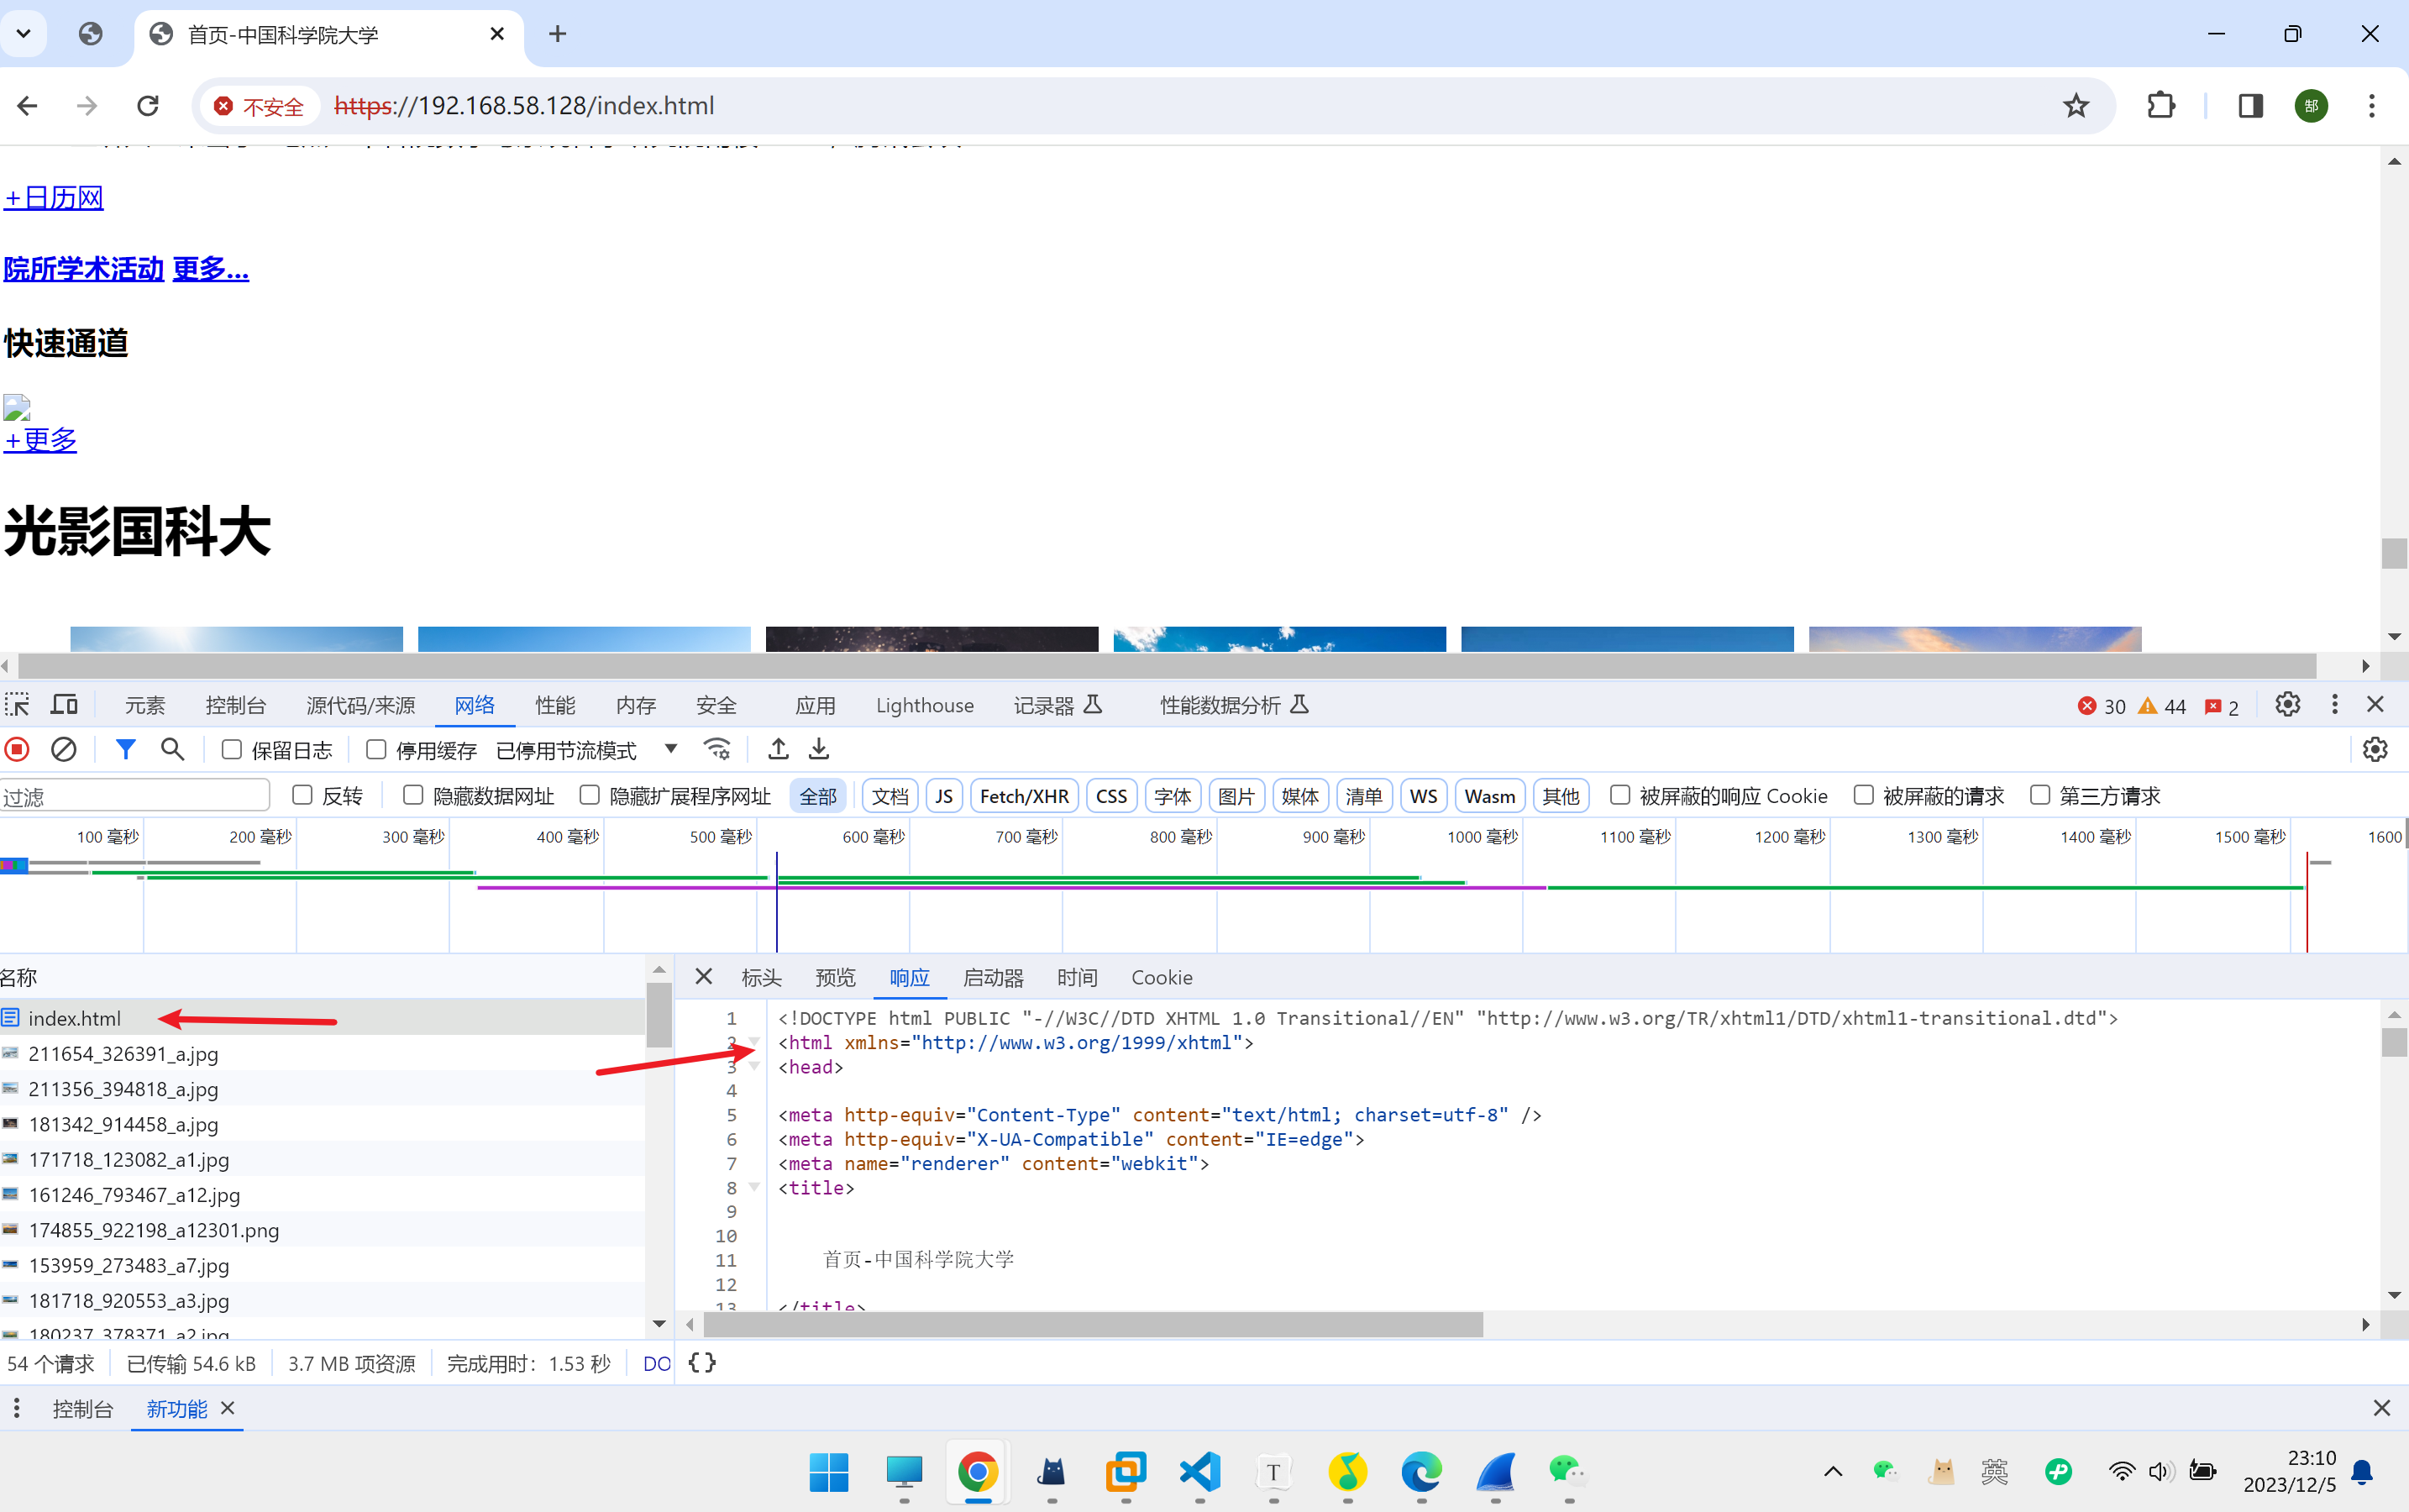 首页-中国科学院大学
不安全 https://192.168.58.128/index.html
郜
+日历网
院所学术活动 更多...
快速通道
+更多
光影国科大
元素 控制台 源代码/来源 网络 性能 内存 安全 应用 Lighthouse 记录器 性能数据分析 30 44 2
保留日志 停用缓存 已停用节流模式
过滤 反转 隐藏数据网址 隐藏扩展程序网址 全部 文档 JS Fetch/XHR CSS 字体 图片 媒体 清单 WS Wasm 其他 被屏蔽的响应 Cookie 被屏蔽的请求 第三方请求
100 毫秒 200 毫秒 300 毫秒 400 毫秒 500 毫秒 600 毫秒 700 毫秒 800 毫秒 900 毫秒 1000 毫秒 1100 毫秒 1200 毫秒 1300 毫秒 1400 毫秒 1500 毫秒 1600
名称
index.html
211654_326391_a.jpg
211356_394818_a.jpg
181342_914458_a.jpg
171718_123082_a1.jpg
161246_793467_a12.jpg
174855_922198_a12301.png
153959_273483_a7.jpg
181718_920553_a3.jpg
180237_378371_a2.jpg
54 个请求 已传输 54.6 kB 3.7 MB 项资源 完成用时：1.53 秒 DO
标头 预览 响应 启动器 时间 Cookie
1 <!DOCTYPE html PUBLIC "-//W3C//DTD XHTML 1.0 Transitional//EN" "http://www.w3.org/TR/xhtml1/DTD/xhtml1-transitional.dtd">
2 <html xmlns="http://www.w3.org/1999/xhtml">
3 <head>
4
5 <meta http-equiv="Content-Type" content="text/html; charset=utf-8" />
6 <meta http-equiv="X-UA-Compatible" content="IE=edge">
7 <meta name="renderer" content="webkit">
8 <title>
9
10
11 首页-中国科学院大学
12
13 </title>
{}
控制台 新功能
T
英
23:10
2023/12/5